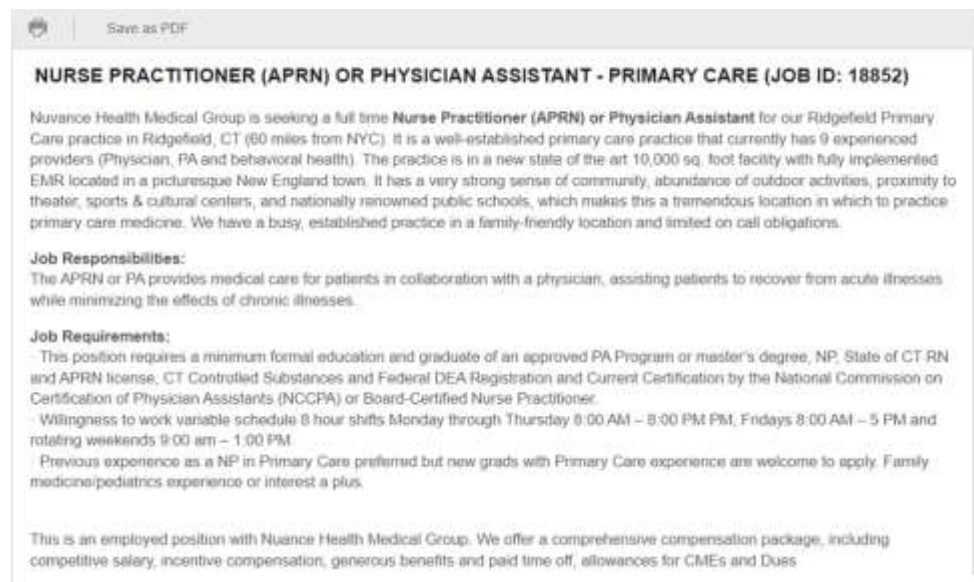 Save as PDF
NURSE PRACTITIONER (APRN) OR PHYSICIAN ASSISTANT - PRIMARY CARE (JOB ID: 18852)
Nuvance Health Medical Group is seeking a full time Nurse Practitioner (APRN) or Physician Assistant for our Ridgefield Primary
Care practice in Ridgefield, CT (60 miles from NYC). It is a well-established primary care practice that currently has 9 experienced
providers (Physician, PA and behavioral health). The practice is in a new state of the art 10,000 sq. foot facility with fully implemented
EMR located in a picturesque New England town. It has a very strong sense of community, abundance of outdoor activities, proximity to
theater, sports & cultural centers, and nationally renowned public schools, which makes this a tremendous location in which to practice
primary care medicine. We have a busy, established practice in a family-friendly location and limited on call obligations.
Job Responsibilities:
The APRN or PA provides medical care for patients in collaboration with a physician, assisting patients to recover from acute illnesses
while minimizing the effects of chronic illnesses.
Job Requirements:
· This position requires a minimum formal education and graduate of an approved PA Program or master's degree, NP, State of CT RN
and APRN license, CT Controlled Substances and Federal DEA Registration and Current Certification by the National Commission on
Certification of Physician Assistants (NCCPA) or Board-Certified Nurse Practitioner.
· Willingness to work variable schedule 8 hour shifts Monday through Thursday 8:00 AM – 8:00 PM PM, Fridays 8:00 AM – 5 PM and
rotating weekends 9:00 am – 1:00 PM
· Previous experience as a NP in Primary Care preferred but new grads with Primary Care experience are welcome to apply. Family
medicine/pediatrics experience or interest a plus.
This is an employed position with Nuance Health Medical Group. We offer a comprehensive compensation package, including
competitive salary, incentive compensation, generous benefits and paid time off, allowances for CMEs and Dues